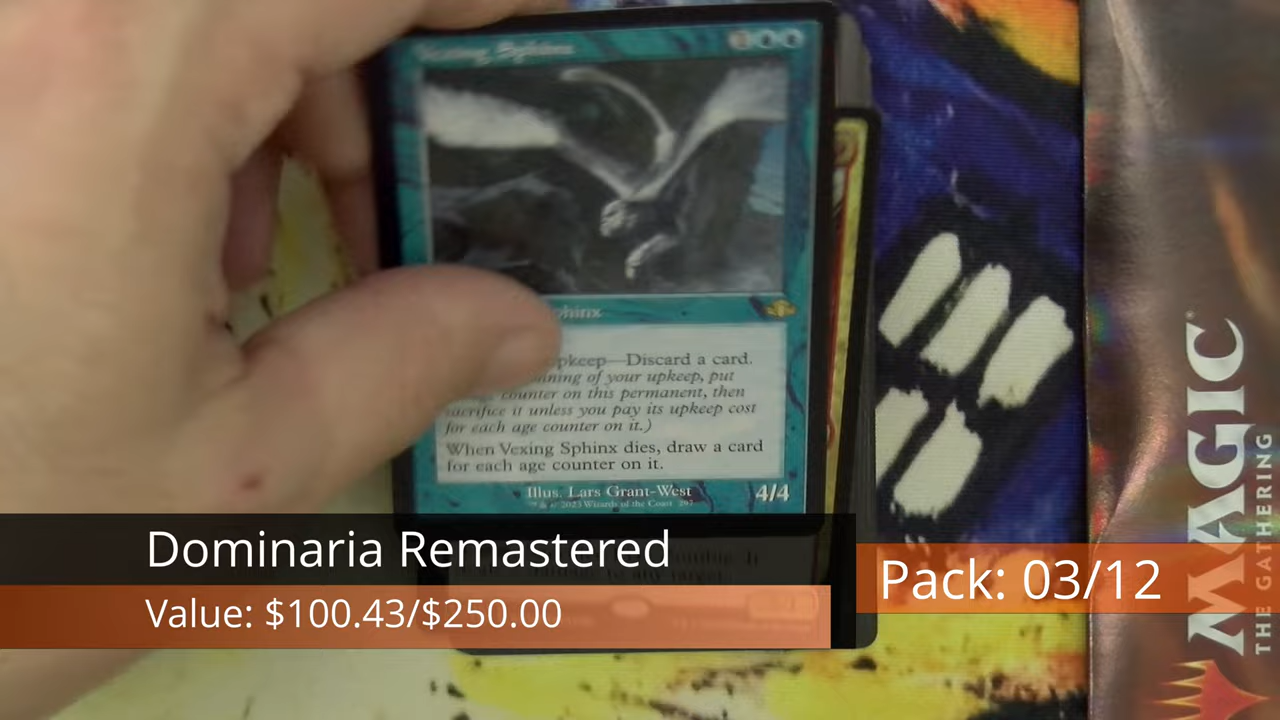 Vexing Sphinx
Sphinx
upkeep—Discard a card.
of your upkeep, put
counter on this permanent, then
sacrifice it unless you pay its upkeep cost
for each age counter on it.)
When Vexing Sphinx dies, draw a card
for each age counter on it.
Illus. Lars Grant-West
4/4
© 2023 Wizards of the Coast
Dominaria Remastered
Value: $100.43/$250.00
Pack: 03/12
MAGIC
THE GATHERING